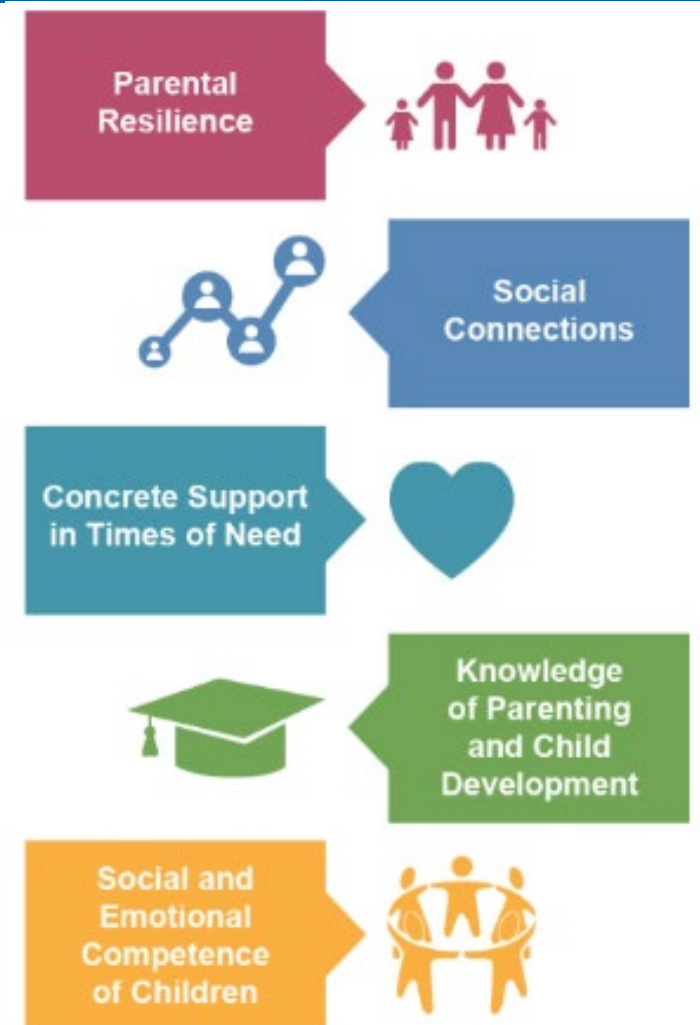 Parental
Resilience
Social
Connections
Concrete Support
in Times of Need
Knowledge
of Parenting
and Child
Development
Social and
Emotional
Competence
of Children